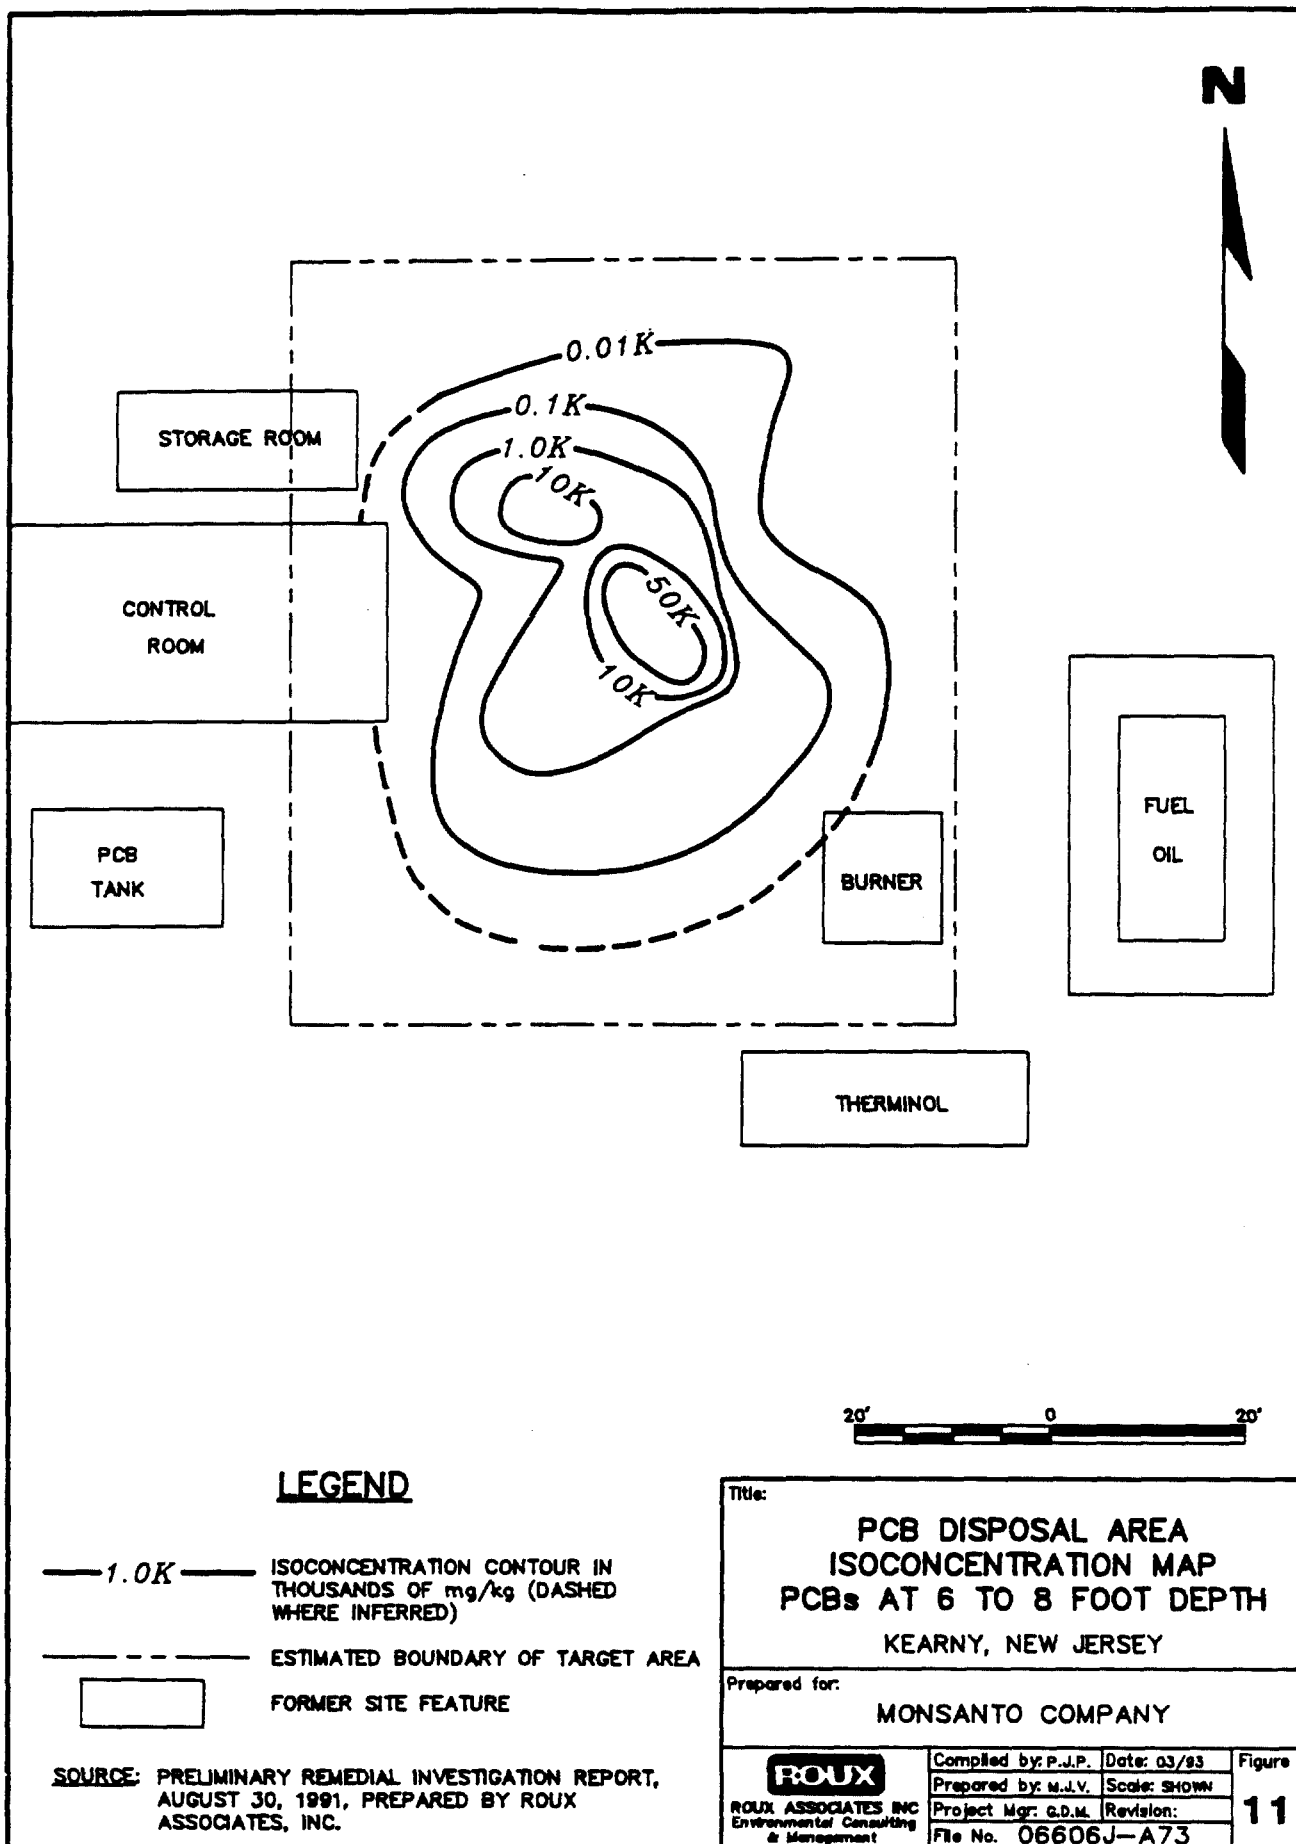 N
0.01K
0.1K
1.0K
10K
50K
10K
STORAGE ROOM
CONTROL
ROOM
PCB
TANK
BURNER
FUEL
OIL
THERMINOL
20' 0 20'
LEGEND
1.0K
ISOCONCENTRATION CONTOUR IN
THOUSANDS OF mg/kg (DASHED
WHERE INFERRED)
ESTIMATED BOUNDARY OF TARGET AREA
FORMER SITE FEATURE
SOURCE: PRELIMINARY REMEDIAL INVESTIGATION REPORT,
AUGUST 30, 1991, PREPARED BY ROUX
ASSOCIATES, INC.
Title:
PCB DISPOSAL AREA
ISOCONCENTRATION MAP
PCBs AT 6 TO 8 FOOT DEPTH
KEARNY, NEW JERSEY
Prepared for:
MONSANTO COMPANY
ROUX
ROUX ASSOCIATES INC
Environmental Consulting
& Management
Compiled by: P.J.P. Date: 03/93
Prepared by: M.J.V. Scale: SHOWN
Project Mgr: G.D.M. Revision:
File No. 06606J-A73
Figure
11